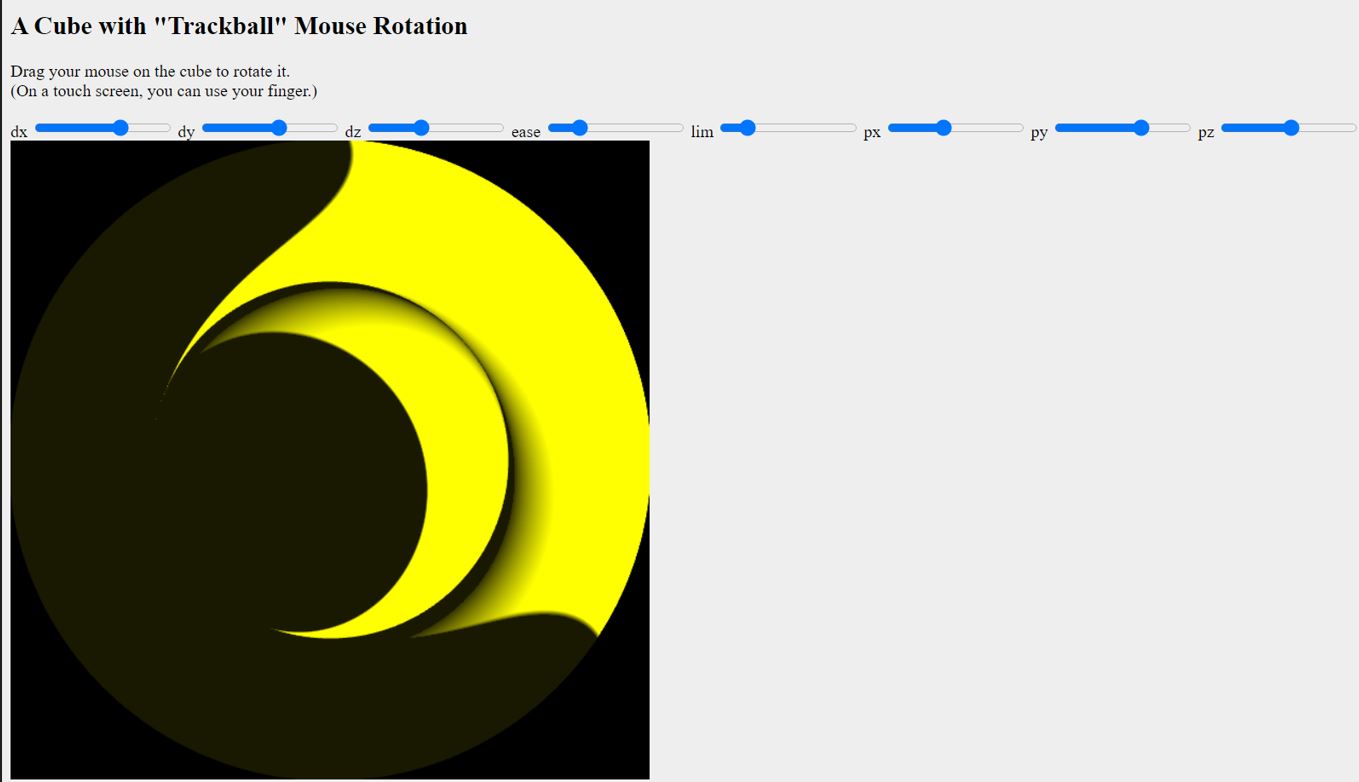 A Cube with "Trackball" Mouse Rotation
Drag your mouse on the cube to rotate it.
(On a touch screen, you can use your finger.)
dx dy dz ease lim px py pz